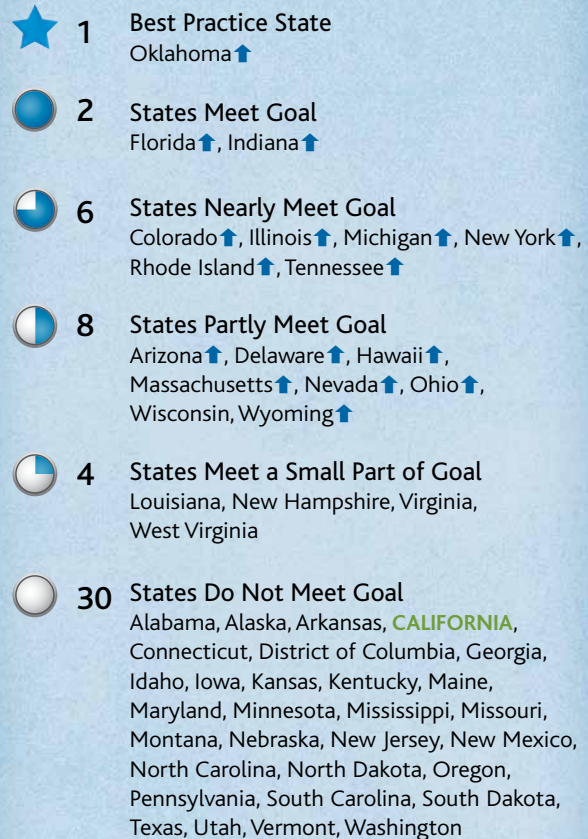 1 Best Practice State
Oklahoma⬆
2 States Meet Goal
Florida⬆, Indiana⬆
6 States Nearly Meet Goal
Colorado⬆, Illinois⬆, Michigan⬆, New York⬆,
Rhode Island⬆, Tennessee⬆
8 States Partly Meet Goal
Arizona⬆, Delaware⬆, Hawaii⬆,
Massachusetts⬆, Nevada⬆, Ohio⬆,
Wisconsin, Wyoming⬆
4 States Meet a Small Part of Goal
Louisiana, New Hampshire, Virginia,
West Virginia
30 States Do Not Meet Goal
Alabama, Alaska, Arkansas, CALIFORNIA,
Connecticut, District of Columbia, Georgia,
Idaho, Iowa, Kansas, Kentucky, Maine,
Maryland, Minnesota, Mississippi, Missouri,
Montana, Nebraska, New Jersey, New Mexico,
North Carolina, North Dakota, Oregon,
Pennsylvania, South Carolina, South Dakota,
Texas, Utah, Vermont, Washington